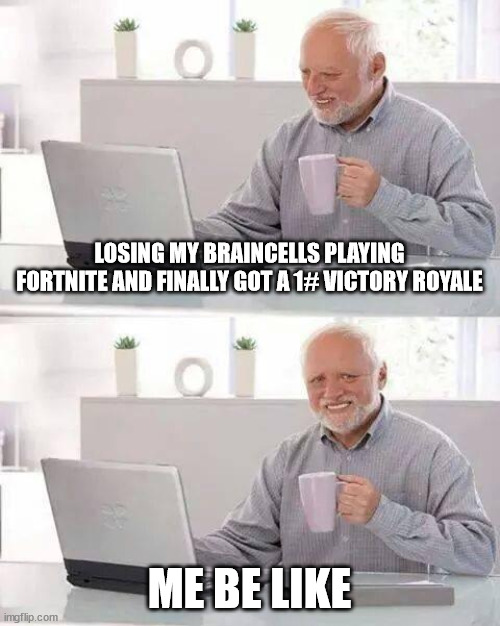 LOSING MY BRAINCELLS PLAYING
FORTNITE AND FINALLY GOT A 1# VICTORY ROYALE
ME BE LIKE
imgflip.com